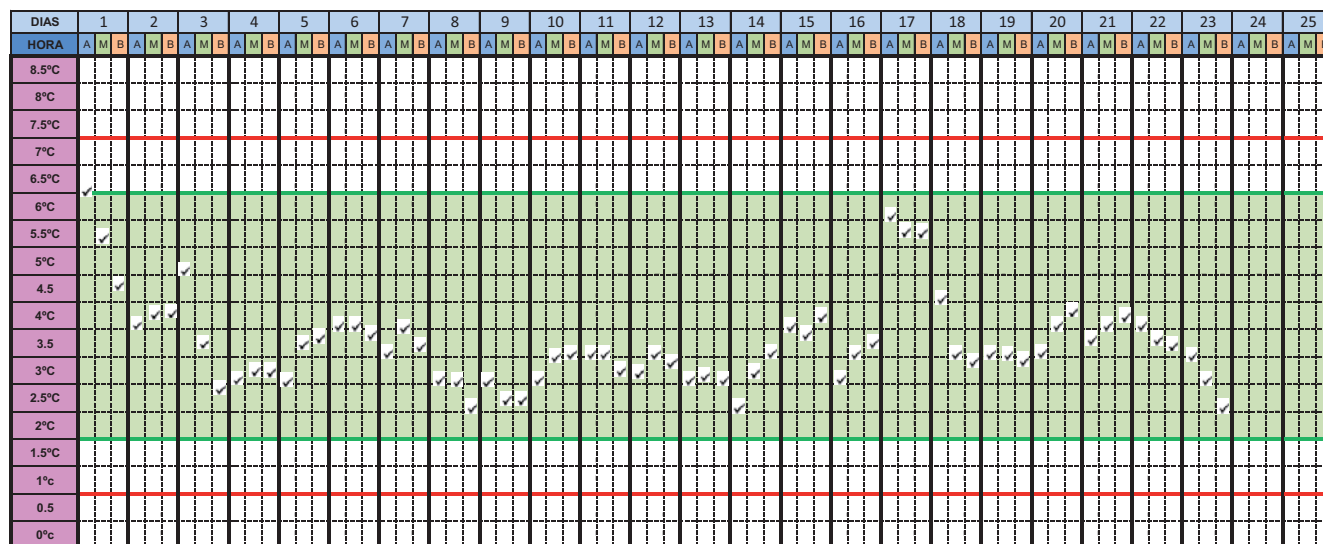 DIAS 1 2 3 4 5 6 7 8 9 10 11 12 13 14 15 16 17 18 19 20 21 22 23 24 25
HORA A M B A M B A M B A M B A M B A M B A M B A M B A M B A M B A M B A M B A M B A M B A M B A M B A M B A M B A M B A M B A M B A M B A M B A M B A M B
8.5ºC
8ºC
7.5ºC
7ºC
6.5ºC
6ºC
5.5ºC
5ºC
4.5
4ºC
3.5
3ºC
2.5ºC
2ºC
1.5ºC
1ºc
0.5
0ºc